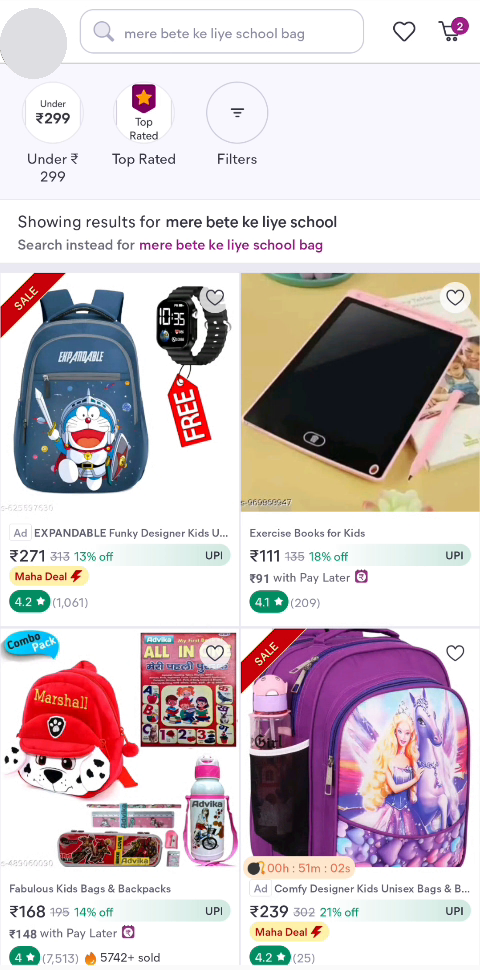 mere bete ke liye school bag
2
Under
₹299
Top
Rated
Under ₹
299
Top Rated
Filters
Showing results for mere bete ke liye school
Search instead for mere bete ke liye school bag
SALE
EXPANDABLE
FREE
Ad EXPANDABLE Funky Designer Kids U...
₹271 313 13% off UPI
Maha Deal
4.2 (1,061)
Exercise Books for Kids
₹111 135 18% off UPI
₹91 with Pay Later
4.1 (209)
Combo
Pack
Marshall
Advika My First
ALL IN
मेरी पहली
Advika
Advika
Fabulous Kids Bags & Backpacks
₹168 195 14% off UPI
₹148 with Pay Later
4 (7,513) 5742+ sold
SALE
Girl
00h : 51m : 02s
Ad Comfy Designer Kids Unisex Bags & B...
₹239 302 21% off UPI
Maha Deal
4.2 (25)